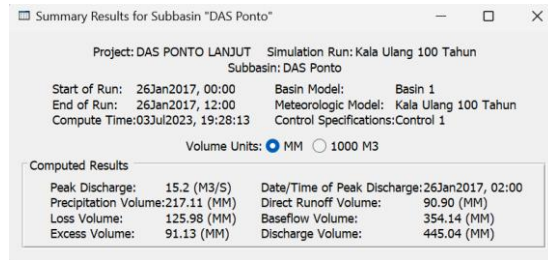 Summary Results for Subbasin "DAS Ponto"
Project: DAS PONTO LANJUT Simulation Run: Kala Ulang 100 Tahun
Subbasin: DAS Ponto
Start of Run: 26Jan2017, 00:00 Basin Model: Basin 1
End of Run: 26Jan2017, 12:00 Meteorologic Model: Kala Ulang 100 Tahun
Compute Time:03Jul2023, 19:28:13 Control Specifications:Control 1
Volume Units: MM 1000 M3
Computed Results
Peak Discharge: 15.2 (M3/S) Date/Time of Peak Discharge:26Jan2017, 02:00
Precipitation Volume:217.11 (MM) Direct Runoff Volume: 90.90 (MM)
Loss Volume: 125.98 (MM) Baseflow Volume: 354.14 (MM)
Excess Volume: 91.13 (MM) Discharge Volume: 445.04 (MM)